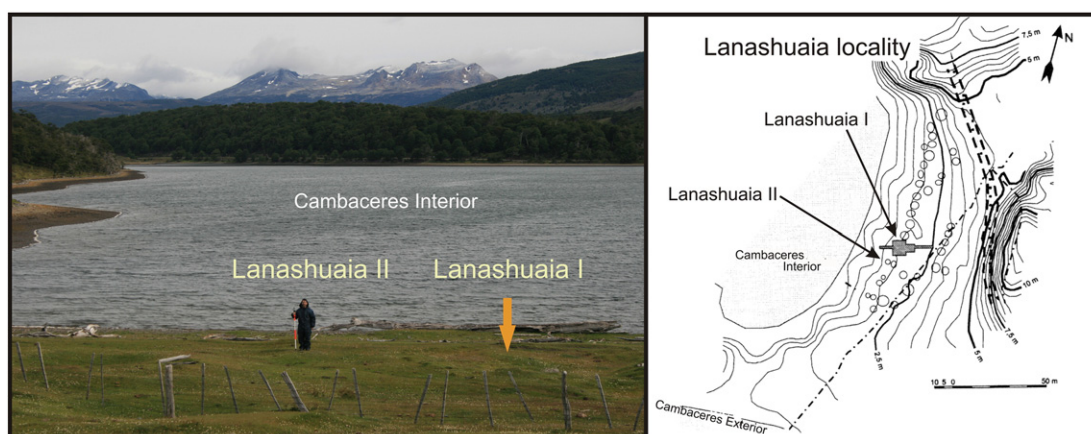 Cambaceres Interior
Lanashuaia II
Lanashuaia I
Lanashuaia locality
N
7,5 m
5 m
Lanashuaia I
Lanashuaia II
Cambaceres
Interior
10 m
7,5 m
5 m
2,5 m
10 5 0
50 m
Cambaceres Exterior